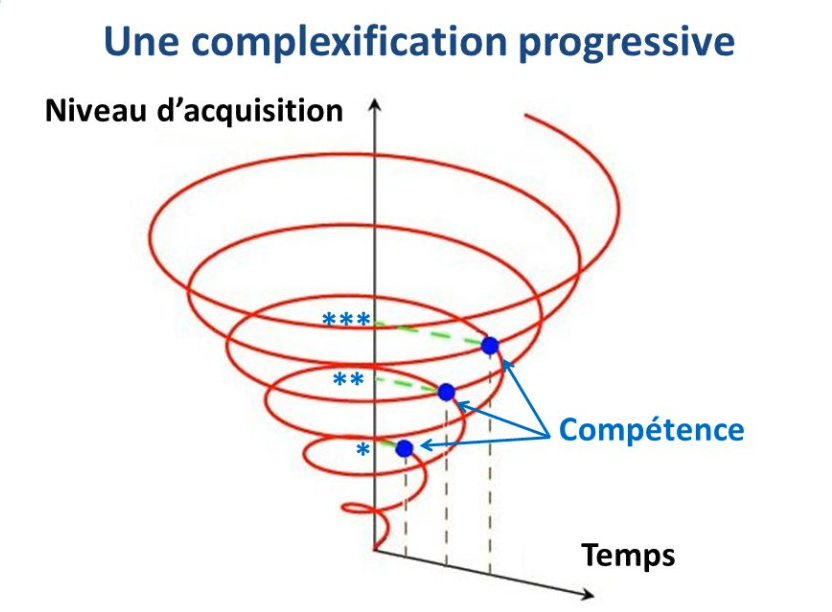 Une complexification progressive
Niveau d’acquisition
***
**
*
Compétence
Temps